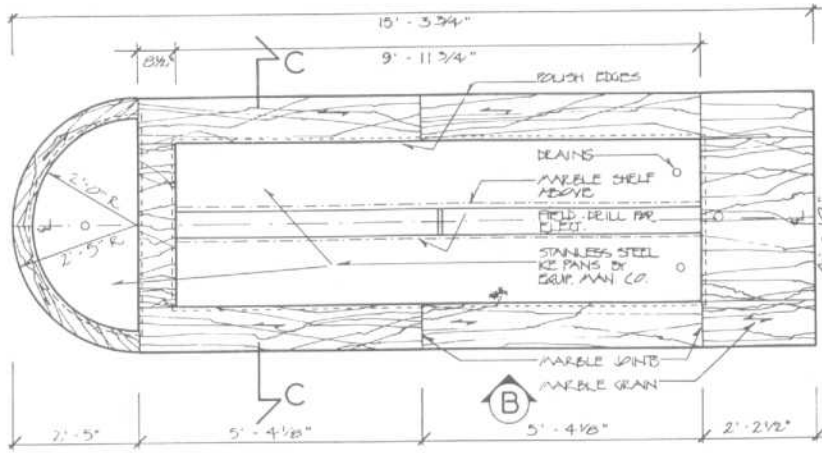 15' - 3 3/4"
8 1/2"
9' - 11 3/4"
C
POLISH EDGES
DRAINS
MARBLE SHELF
ABOVE
FIELD DRILL FOR
ELECT.
STAINLESS STEEL
ICE PANS BY
EQUIP. MAN CO.
2'-0" R
2'-5" R
MARBLE JOINTS
MARBLE GRAIN
C
B
2'-5"
5'-4 1/8"
5'-4 1/8"
2'-2 1/2"